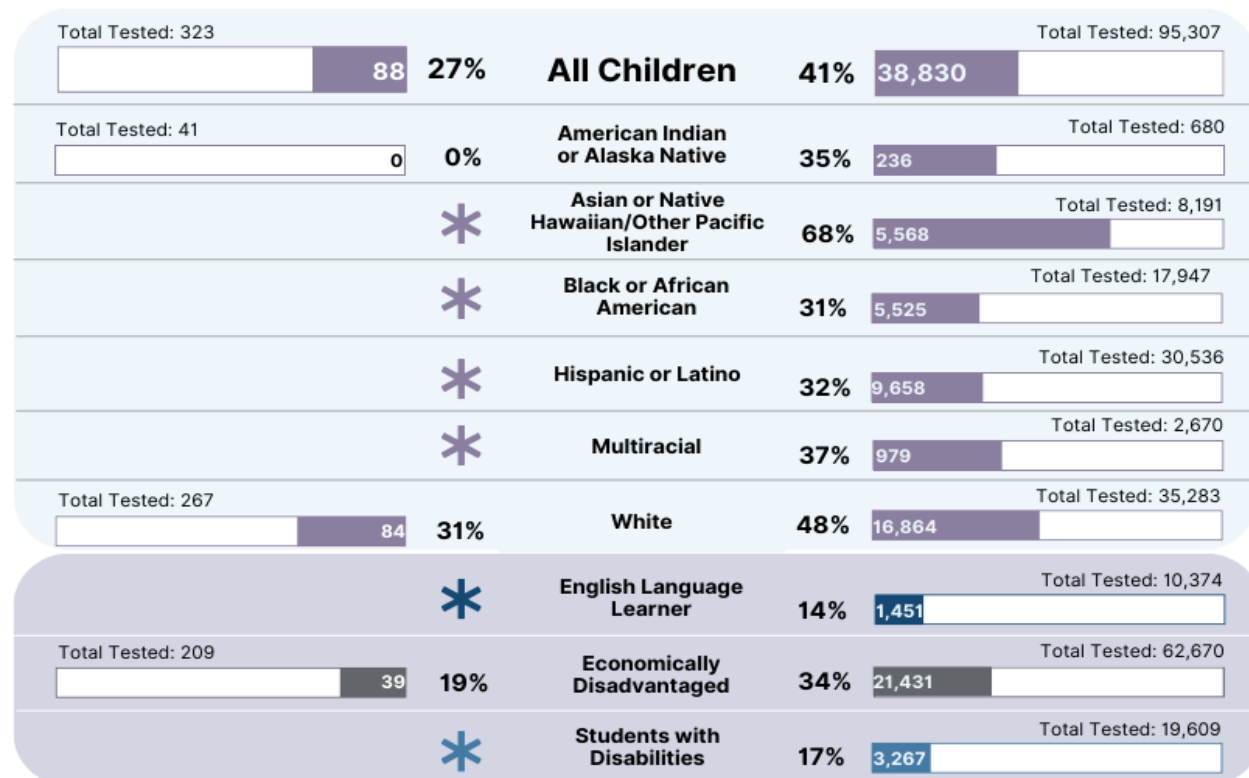 Total Tested: 323
Total Tested: 95,307
88 27% All Children 41% 38,830
Total Tested: 41
Total Tested: 680
American Indian
or Alaska Native
0 0% 35% 236
Asian or Native
Hawaiian/Other Pacific
Islander
Total Tested: 8,191
* 68% 5,568
Black or African
American
Total Tested: 17,947
* 31% 5,525
Total Tested: 30,536
* Hispanic or Latino 32% 9,658
Total Tested: 2,670
* Multiracial 37% 979
Total Tested: 267
Total Tested: 35,283
84 31% White 48% 16,864
English Language
Learner
Total Tested: 10,374
* 14% 1,451
Total Tested: 209
Total Tested: 62,670
Economically
Disadvantaged
39 19% 34% 21,431
Students with
Disabilities
Total Tested: 19,609
* 17% 3,267